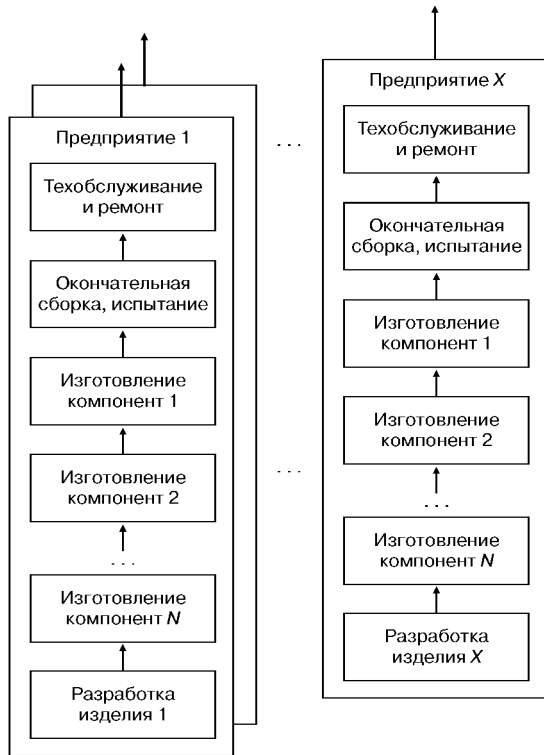 Предприятие 1
Техобслуживание
и ремонт
Окончательная
сборка, испытание
Изготовление
компонент 1
Изготовление
компонент 2
. . .
Изготовление
компонент N
Разработка
изделия 1
. . .
. . .
Предприятие X
Техобслуживание
и ремонт
Окончательная
сборка, испытание
Изготовление
компонент 1
Изготовление
компонент 2
. . .
Изготовление
компонент N
Разработка
изделия X